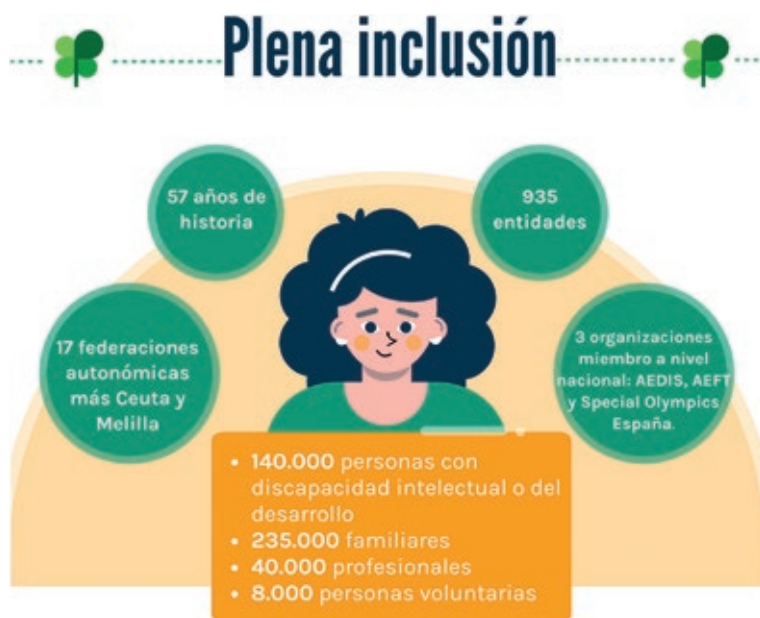 Plena inclusión
57 años de
historia
935
entidades
17 federaciones
autonómicas
más Ceuta y
Melilla
3 organizaciones
miembro a nivel
nacional: AEDIS, AEFT
y Special Olympics
España.
• 140.000 personas con
discapacidad intelectual o del
desarrollo
• 235.000 familiares
• 40.000 profesionales
• 8.000 personas voluntarias